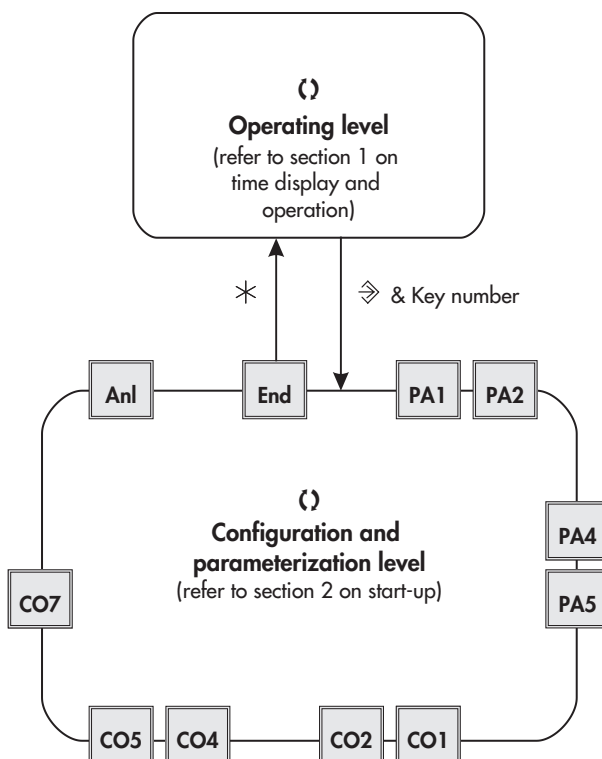 Operating level
(refer to section 1 on
time display and
operation)
& Key number
Anl
End
PA1
PA2
Configuration and
parameterization level
(refer to section 2 on start-up)
PA4
CO7
PA5
CO5
CO4
CO2
CO1